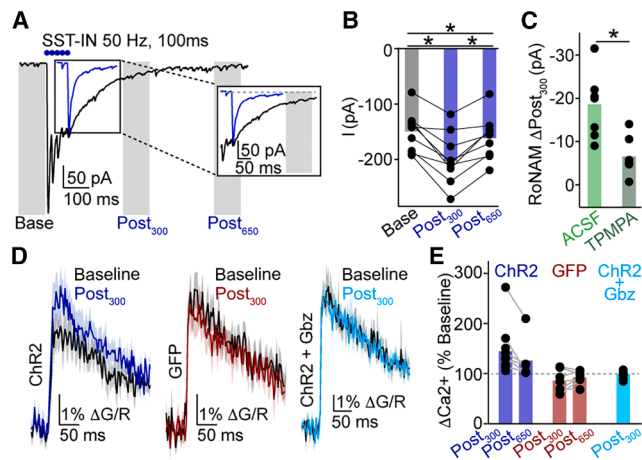 A
SST-IN 50 Hz, 100ms
50 pA
100 ms
50 pA
50 ms
Base
Post300
Post650
B
* 
* *
I (pA)
0
-100
-200
Base
Post300
Post650
C
*
RoNAM ΔPost300 (pA)
-30
-20
-10
0
ACSF
TPMPA
D
Baseline
Post300
ChR2
1% ΔG/R
50 ms
Baseline
Post300
GFP
1% ΔG/R
50 ms
Baseline
Post300
ChR2 + Gbz
1% ΔG/R
50 ms
E
ChR2
GFP
ChR2
+
Gbz
ΔCa2+ (% Baseline)
300
200
100
0
Post300
Post650
Post300
Post650
Post300